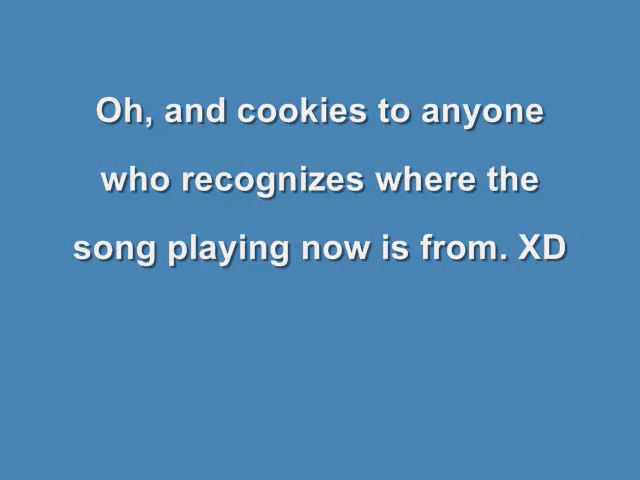 Oh, and cookies to anyone
who recognizes where the
song playing now is from. XD